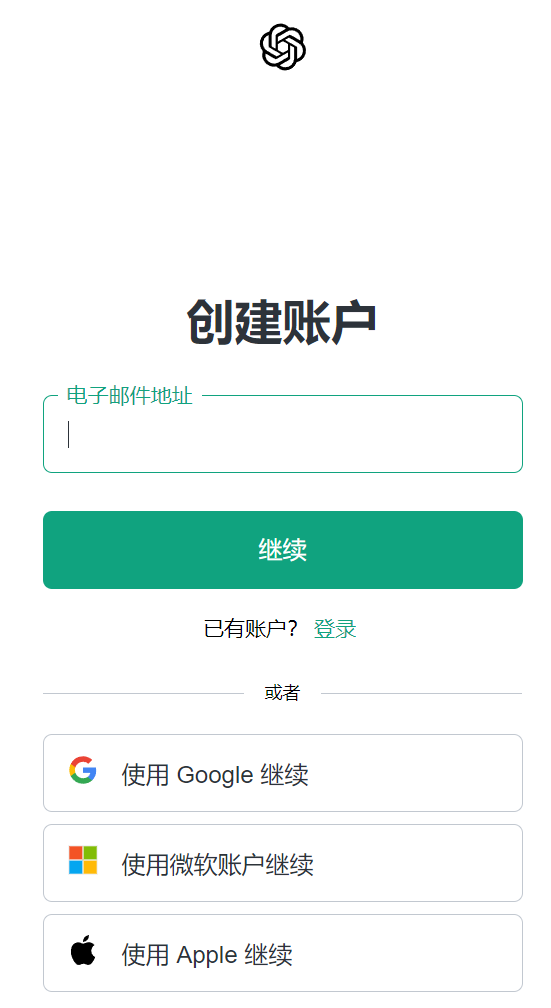 创建账户
电子邮件地址
继续
已有账户？ 登录
或者
使用 Google 继续
使用微软账户继续
使用 Apple 继续